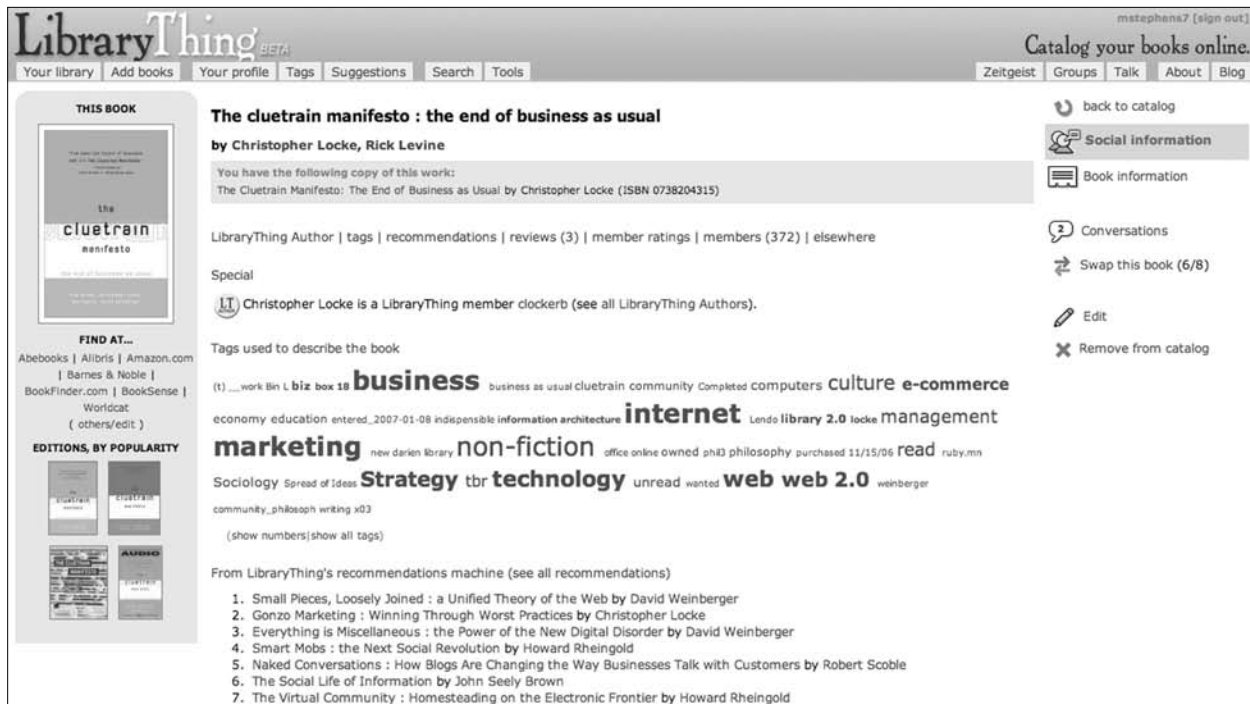 LibraryThing BETA
mstephens7 [sign out]
Catalog your books online.
Your library Add books Your profile Tags Suggestions Search Tools Zeitgeist Groups Talk About Blog
THIS BOOK
the
cluetrain
manifesto
the end of business as usual
FIND AT...
Abebooks | Alibris | Amazon.com
| Barnes & Noble |
BookFinder.com | BookSense |
Worldcat
( others/edit )
EDITIONS, BY POPULARITY
cluetrain
cluetrain
AUDIO
The cluetrain manifesto : the end of business as usual
by Christopher Locke, Rick Levine
You have the following copy of this work:
The Cluetrain Manifesto: The End of Business as Usual by Christopher Locke (ISBN 0738204315)
LibraryThing Author | tags | recommendations | reviews (3) | member ratings | members (372) | elsewhere
Special
LT AUTHOR Christopher Locke is a LibraryThing member clockerb (see all LibraryThing Authors).
Tags used to describe the book
(t) __work Bin L biz box 18 business business as usual cluetrain community Completed computers culture e-commerce
economy education entered_2007-01-08 indispensible information architecture internet Lendo library 2.0 locke management
marketing new darien library non-fiction office online owned phil3 philosophy purchased 11/15/06 read ruby.mn
Sociology Spread of Ideas Strategy tbr technology unread wanted web web 2.0 weinberger
community_philosoph writing x03
(show numbers|show all tags)
From LibraryThing's recommendations machine (see all recommendations)
1. Small Pieces, Loosely Joined : a Unified Theory of the Web by David Weinberger
2. Gonzo Marketing : Winning Through Worst Practices by Christopher Locke
3. Everything is Miscellaneous : the Power of the New Digital Disorder by David Weinberger
4. Smart Mobs : the Next Social Revolution by Howard Rheingold
5. Naked Conversations : How Blogs Are Changing the Way Businesses Talk with Customers by Robert Scoble
6. The Social Life of Information by John Seely Brown
7. The Virtual Community : Homesteading on the Electronic Frontier by Howard Rheingold
back to catalog
Social information
Book information
2 Conversations
Swap this book (6/8)
Edit
Remove from catalog